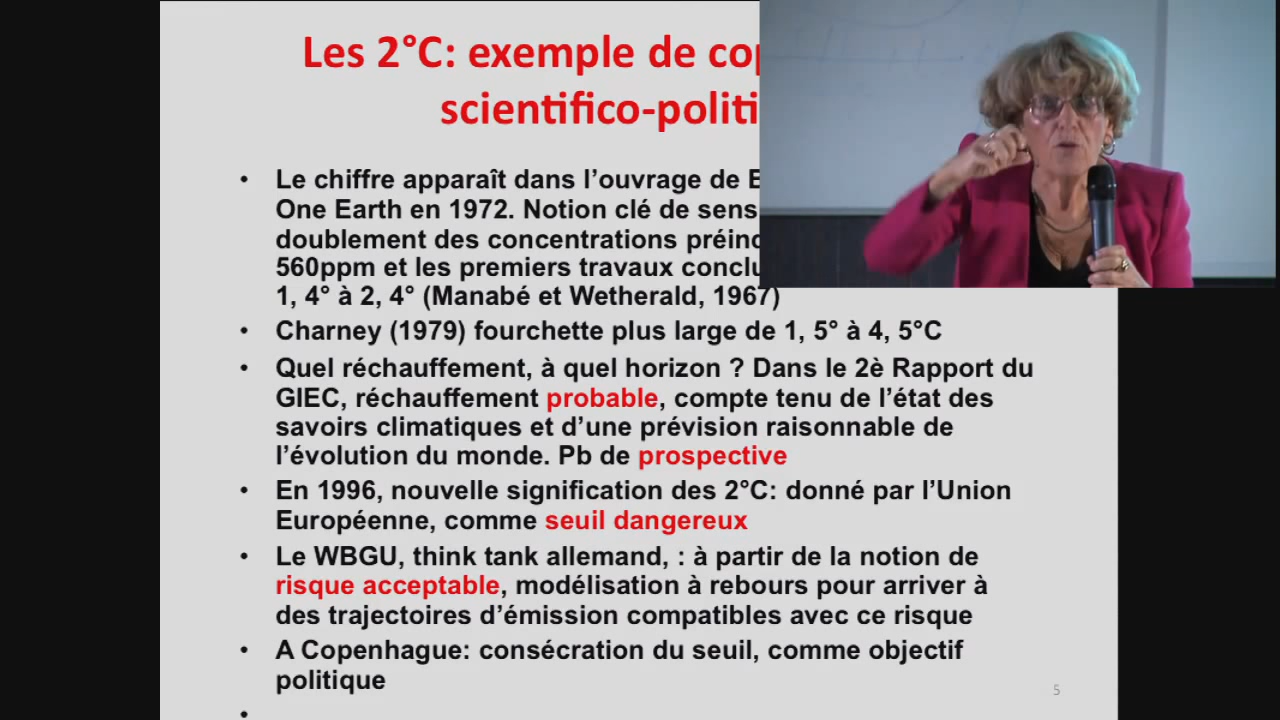 Les 2°C: exemple de
scientifico-politi
• Le chiffre apparaît dans l’ouvrage de
One Earth en 1972. Notion clé de sens
doublement des concentrations
560ppm et les premiers travaux
1, 4° à 2, 4° (Manabé et Wetherald, 1967)
• Charney (1979) fourchette plus large de 1, 5° à 4, 5°C
• Quel réchauffement, à quel horizon ? Dans le 2è Rapport du
GIEC, réchauffement probable, compte tenu de l’état des
savoirs climatiques et d’une prévision raisonnable de
l’évolution du monde. Pb de prospective
• En 1996, nouvelle signification des 2°C: donné par l’Union
Européenne, comme seuil dangereux
• Le WBGU, think tank allemand, : à partir de la notion de
risque acceptable, modélisation à rebours pour arriver à
des trajectoires d’émission compatibles avec ce risque
• A Copenhague: consécration du seuil, comme objectif
politique
5
•